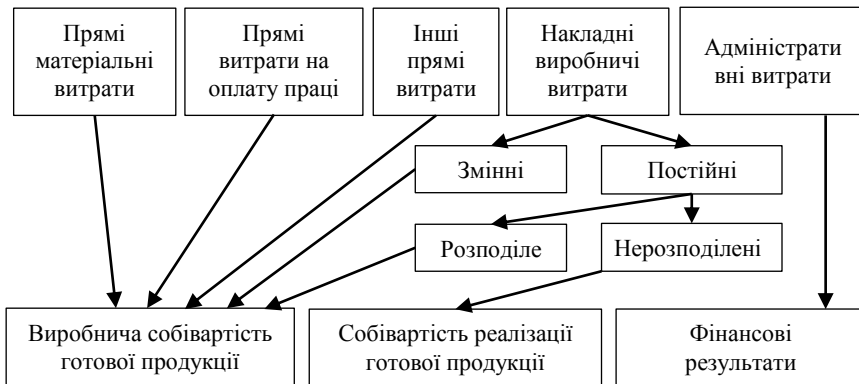 Прямі
матеріальні
витрати
Прямі
витрати на
оплату праці
Інші
прямі
витрати
Накладні
виробничі
витрати
Адміністрати
вні витрати
Змінні
Постійні
Розподіле
Нерозподілені
Виробнича собівартість
готової продукції
Собівартість реалізації
готової продукції
Фінансові
результати